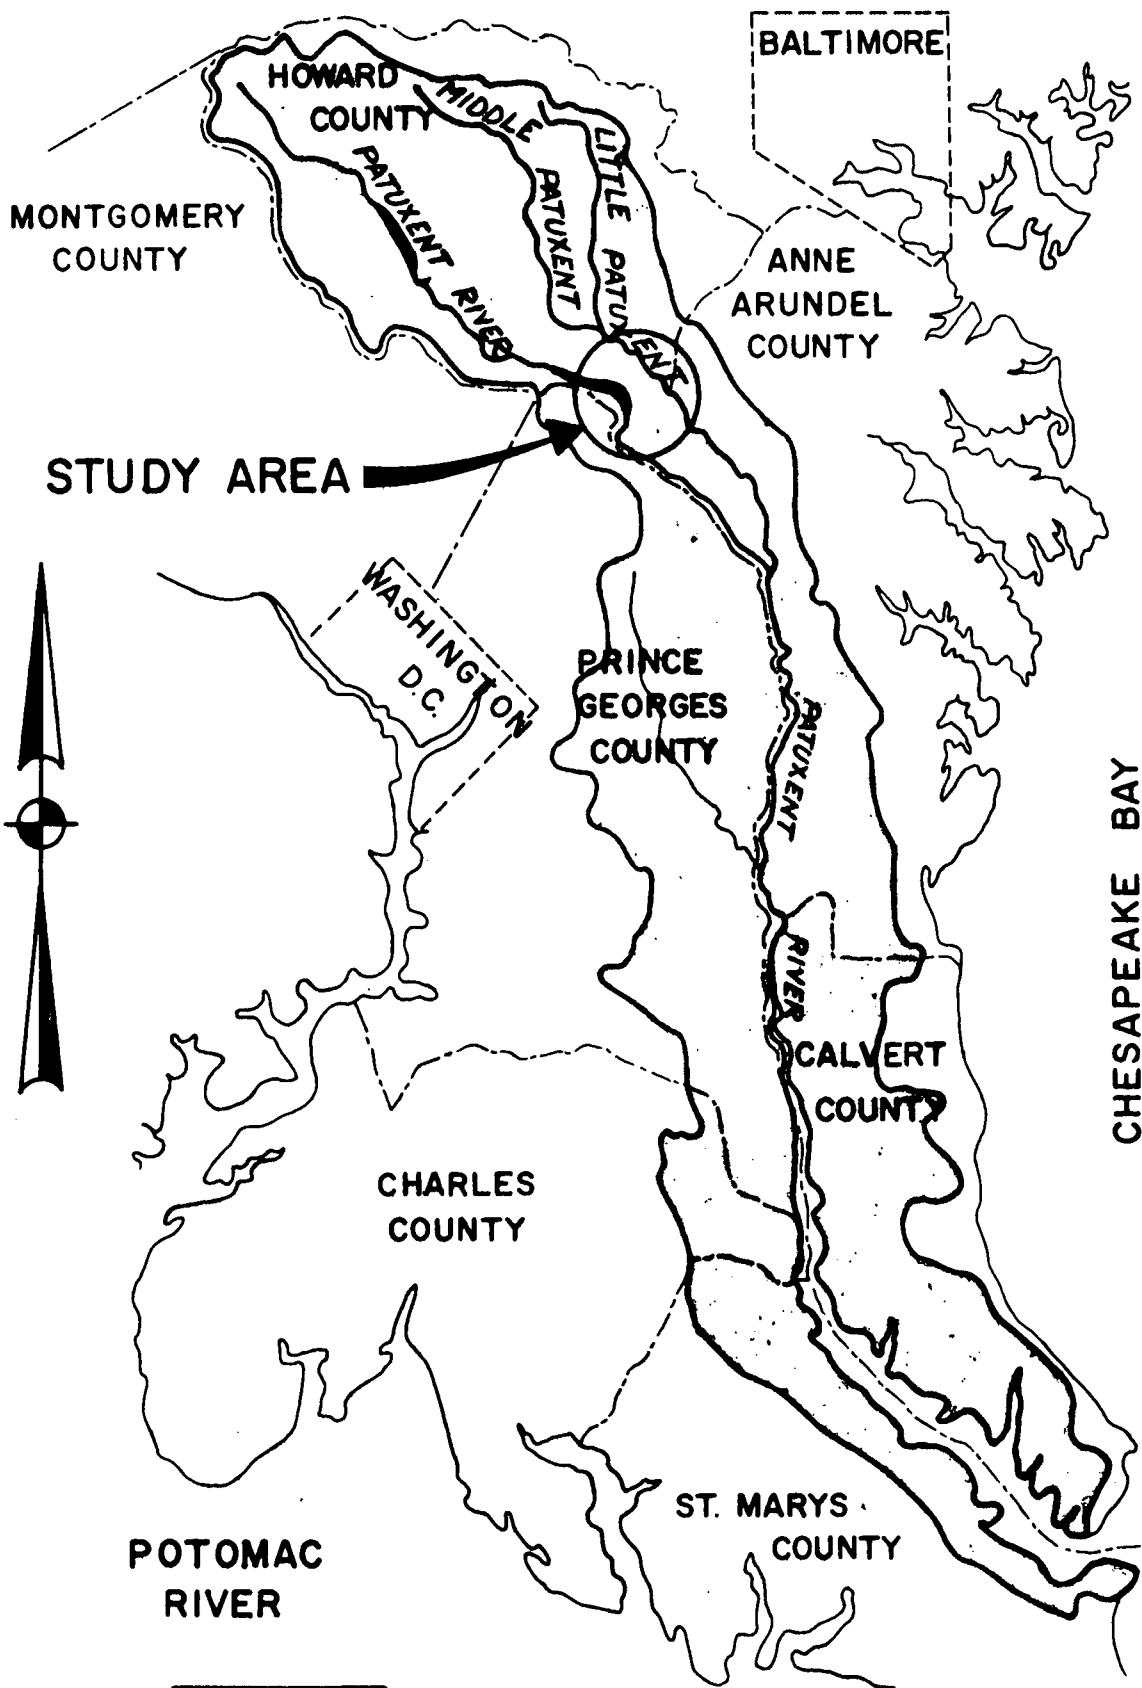 BALTIMORE
HOWARD
COUNTY
MIDDLE
PATUXENT
LITTLE PATUXENT
PATUXENT RIVER
MONTGOMERY
COUNTY
ANNE
ARUNDEL
COUNTY
STUDY AREA
WASHINGTON
D.C.
PRINCE
GEORGES
COUNTY
PATUXENT
RIVER
CHESAPEAKE BAY
CALVERT
COUNTY
CHARLES
COUNTY
ST. MARYS
COUNTY
POTOMAC
RIVER